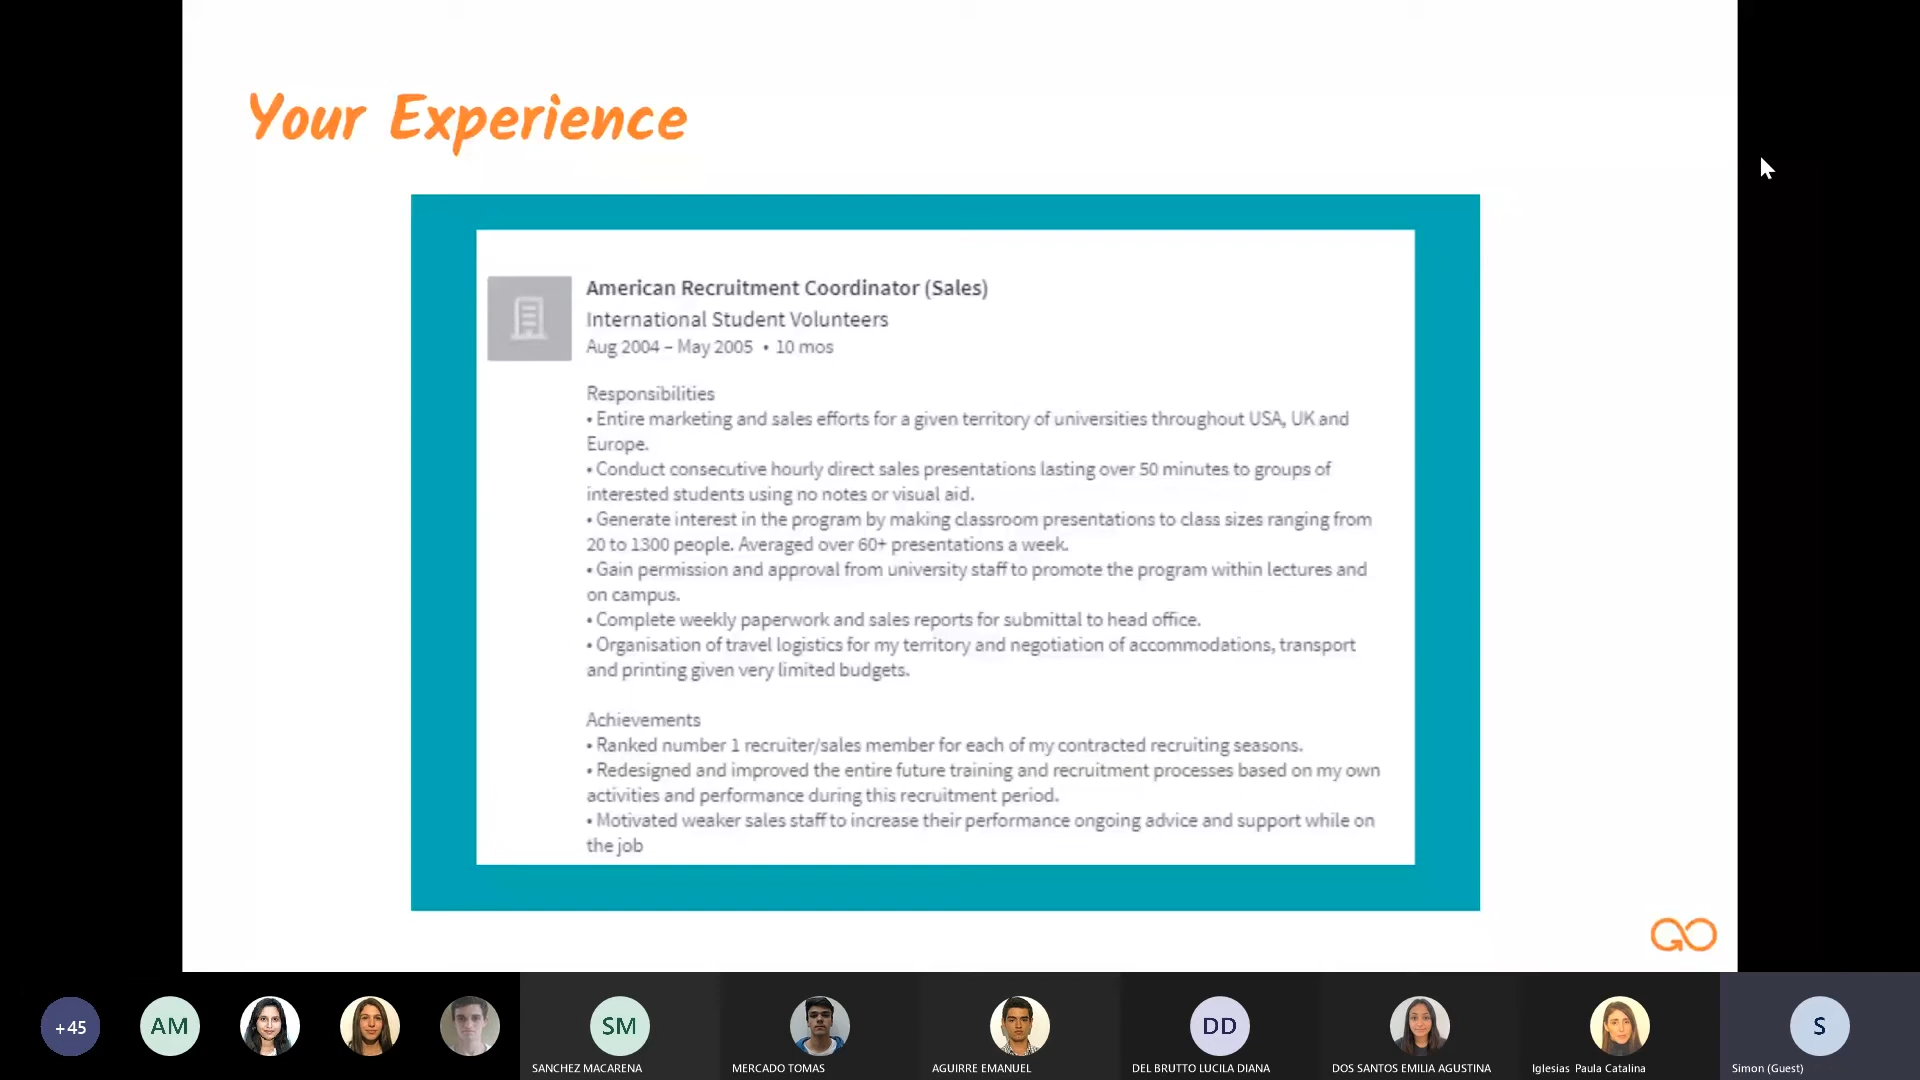 Your Experience
American Recruitment Coordinator (Sales)
International Student Volunteers
Aug 2004 – May 2005 • 10 mos
Responsibilities
• Entire marketing and sales efforts for a given territory of universities throughout USA, UK and
Europe.
• Conduct consecutive hourly direct sales presentations lasting over 50 minutes to groups of
interested students using no notes or visual aid.
• Generate interest in the program by making classroom presentations to class sizes ranging from
20 to 1300 people. Averaged over 60+ presentations a week.
• Gain permission and approval from university staff to promote the program within lectures and
on campus.
• Complete weekly paperwork and sales reports for submittal to head office.
• Organisation of travel logistics for my territory and negotiation of accommodations, transport
and printing given very limited budgets.
Achievements
• Ranked number 1 recruiter/sales member for each of my contracted recruiting seasons.
• Redesigned and improved the entire future training and recruitment processes based on my own
activities and performance during this recruitment period.
• Motivated weaker sales staff to increase their performance ongoing advice and support while on
the job
GO
+45
AM
SM
DD
S
SANCHEZ MACARENA
MERCADO TOMAS
AGUIRRE EMANUEL
DEL BRUTTO LUCILA DIANA
DOS SANTOS EMILIA AGUSTINA
Iglesias Paula Catalina
Simon (Guest)